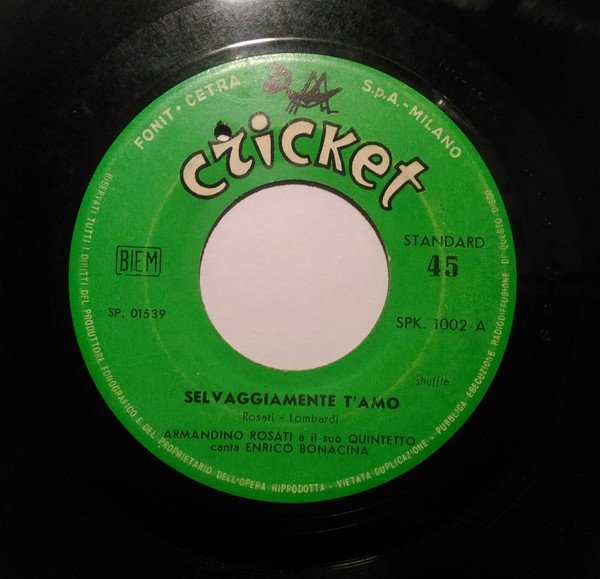 FONIT · CETRA S.p.A. - MILANO
cricket
BIEM
STANDARD
45
SP. 01539
SPK. 1002-A
shuffle
SELVAGGIAMENTE T'AMO
Rosati - Lombardi
ARMANDINO ROSATI e il suo QUINTETTO
canta ENRICO BONACINA
RISERVATI TUTTI I DIRITTI DEL PRODUTTORE FONOGRAFICO E DEL PROPRIETARIO DELL'OPERA RIPRODOTTA - VIETATA DUPLICAZIONE - PUBBLICA ESECUZIONE RADIODIFFUSIONE DI QUESTO DISCO